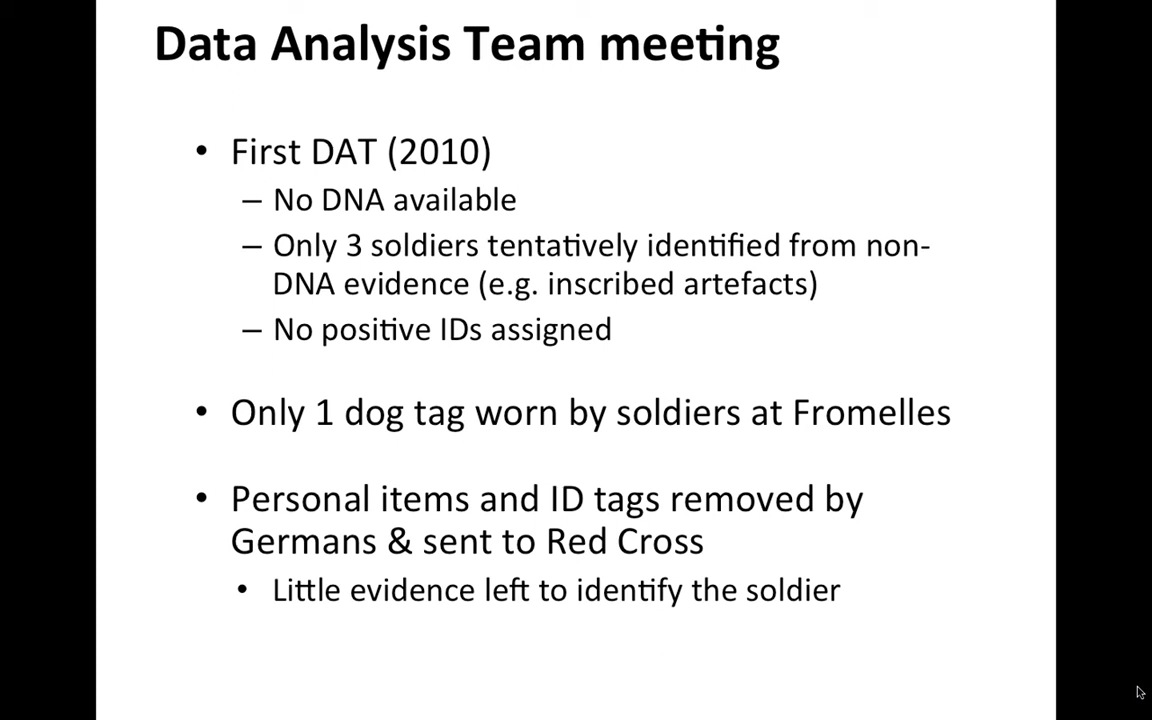 Data Analysis Team meeting
• First DAT (2010)
– No DNA available
– Only 3 soldiers tentatively identified from non-
DNA evidence (e.g. inscribed artefacts)
– No positive IDs assigned
• Only 1 dog tag worn by soldiers at Fromelles
• Personal items and ID tags removed by
Germans & sent to Red Cross
• Little evidence left to identify the soldier